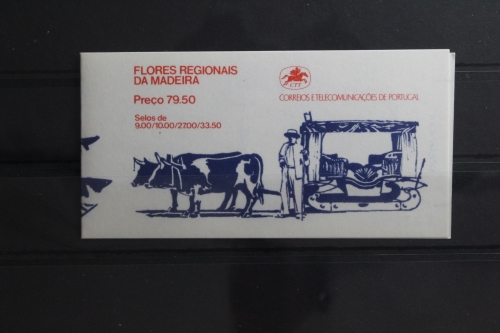 FLORES REGIONAIS
DA MADEIRA
Preço 79.50
Selos de
9.00/10.00/27.00/33.50
CTT
CORREIOS E TELECOMUNICAÇÕES DE PORTUGAL